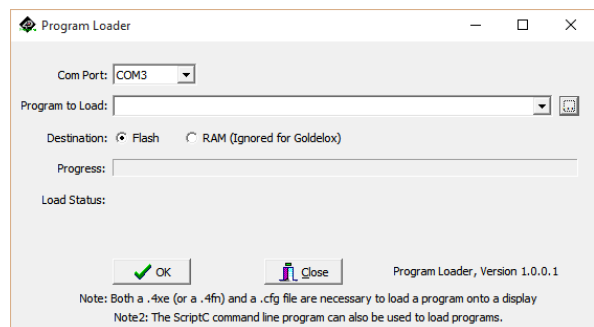 Program Loader
Com Port: COM3
Program to Load:
Destination: Flash RAM (Ignored for Goldelox)
Progress:
Load Status:
OK Close Program Loader, Version 1.0.0.1
Note: Both a .4xe (or a .4fn) and a .cfg file are necessary to load a program onto a display
Note2: The ScriptC command line program can also be used to load programs.